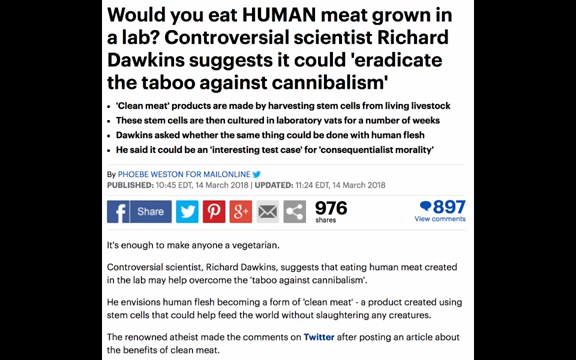 Would you eat HUMAN meat grown in
a lab? Controversial scientist Richard
Dawkins suggests it could 'eradicate
the taboo against cannibalism'
• 'Clean meat' products are made by harvesting stem cells from living livestock
• These stem cells are then cultured in laboratory vats for a number of weeks
• Dawkins asked whether the same thing could be done with human flesh
• He said it could be an 'interesting test case' for 'consequentialist morality'
By PHOEBE WESTON FOR MAILONLINE
PUBLISHED: 10:45 EDT, 14 March 2018 | UPDATED: 11:24 EDT, 14 March 2018
f Share
g+
976
shares
897
View comments
It's enough to make anyone a vegetarian.
Controversial scientist, Richard Dawkins, suggests that eating human meat created
in the lab may help overcome the 'taboo against cannibalism'.
He envisions human flesh becoming a form of 'clean meat' - a product created using
stem cells that could help feed the world without slaughtering any creatures.
The renowned atheist made the comments on Twitter after posting an article about
the benefits of clean meat.